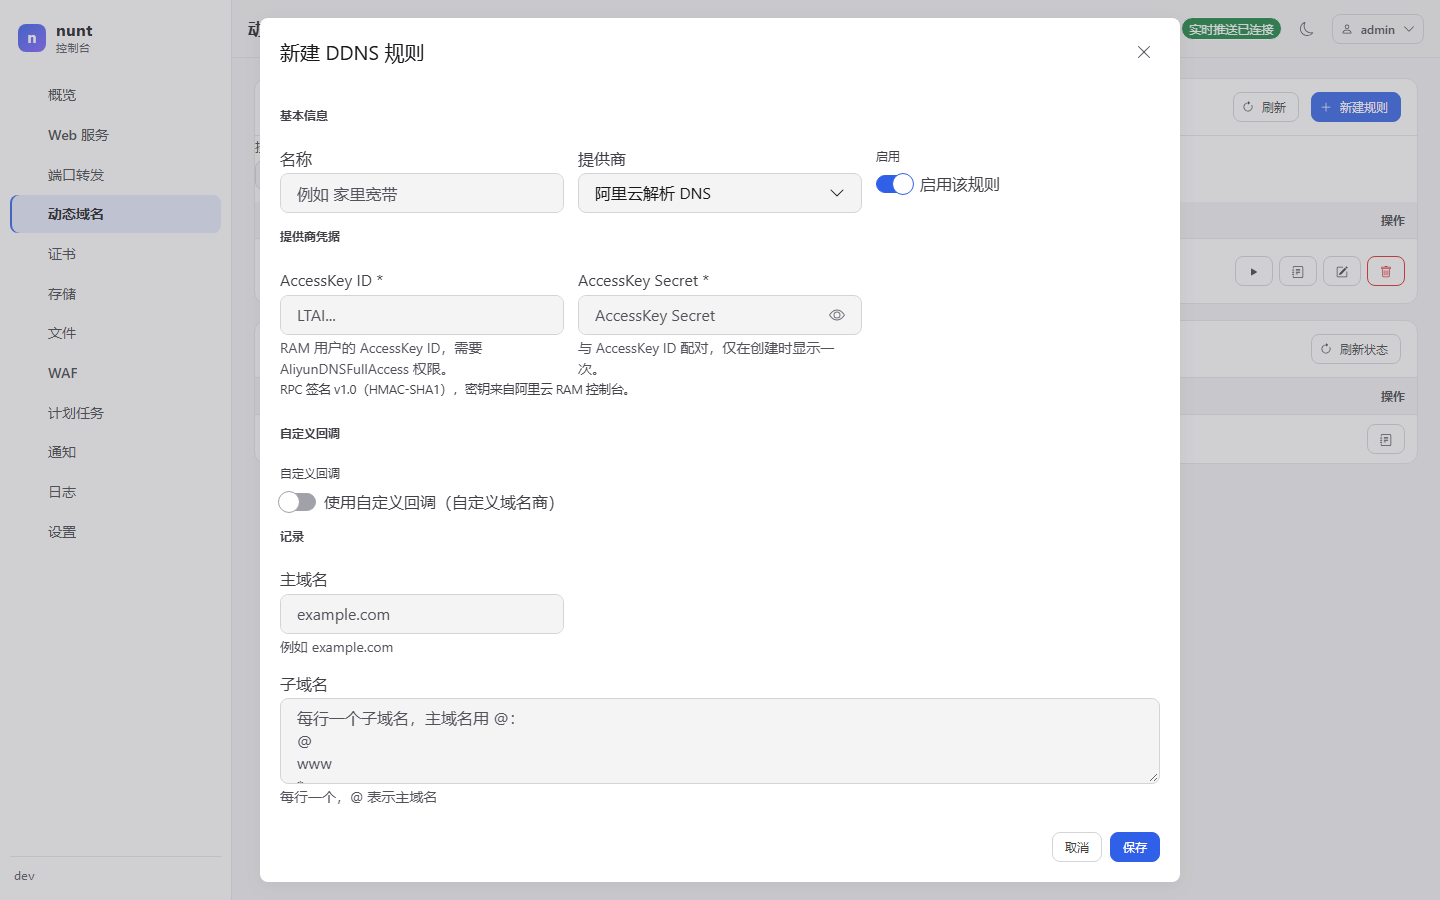 n
nunt
控制台
概览
Web 服务
端口转发
动态域名
证书
存储
文件
WAF
计划任务
通知
日志
设置
dev
实时推送已连接
admin
刷新
新建规则
操作
刷新状态
操作
新建 DDNS 规则
基本信息
名称
例如 家里宽带
提供商
阿里云解析 DNS
启用
启用该规则
提供商凭据
AccessKey ID *
LTAI...
RAM 用户的 AccessKey ID，需要
AliyunDNSFullAccess 权限。
AccessKey Secret *
AccessKey Secret
与 AccessKey ID 配对，仅在创建时显示一
次。
RPC 签名 v1.0（HMAC-SHA1），密钥来自阿里云 RAM 控制台。
自定义回调
自定义回调
使用自定义回调（自定义域名商）
记录
主域名
example.com
例如 example.com
子域名
每行一个子域名，主域名用 @：
@
www
每行一个，@ 表示主域名
取消
保存